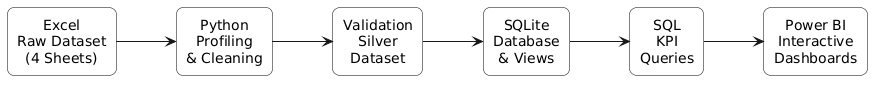 Excel
Raw Dataset
(4 Sheets)
Python
Profiling
& Cleaning
Validation
Silver
Dataset
SQLite
Database
& Views
SQL
KPI
Queries
Power BI
Interactive
Dashboards